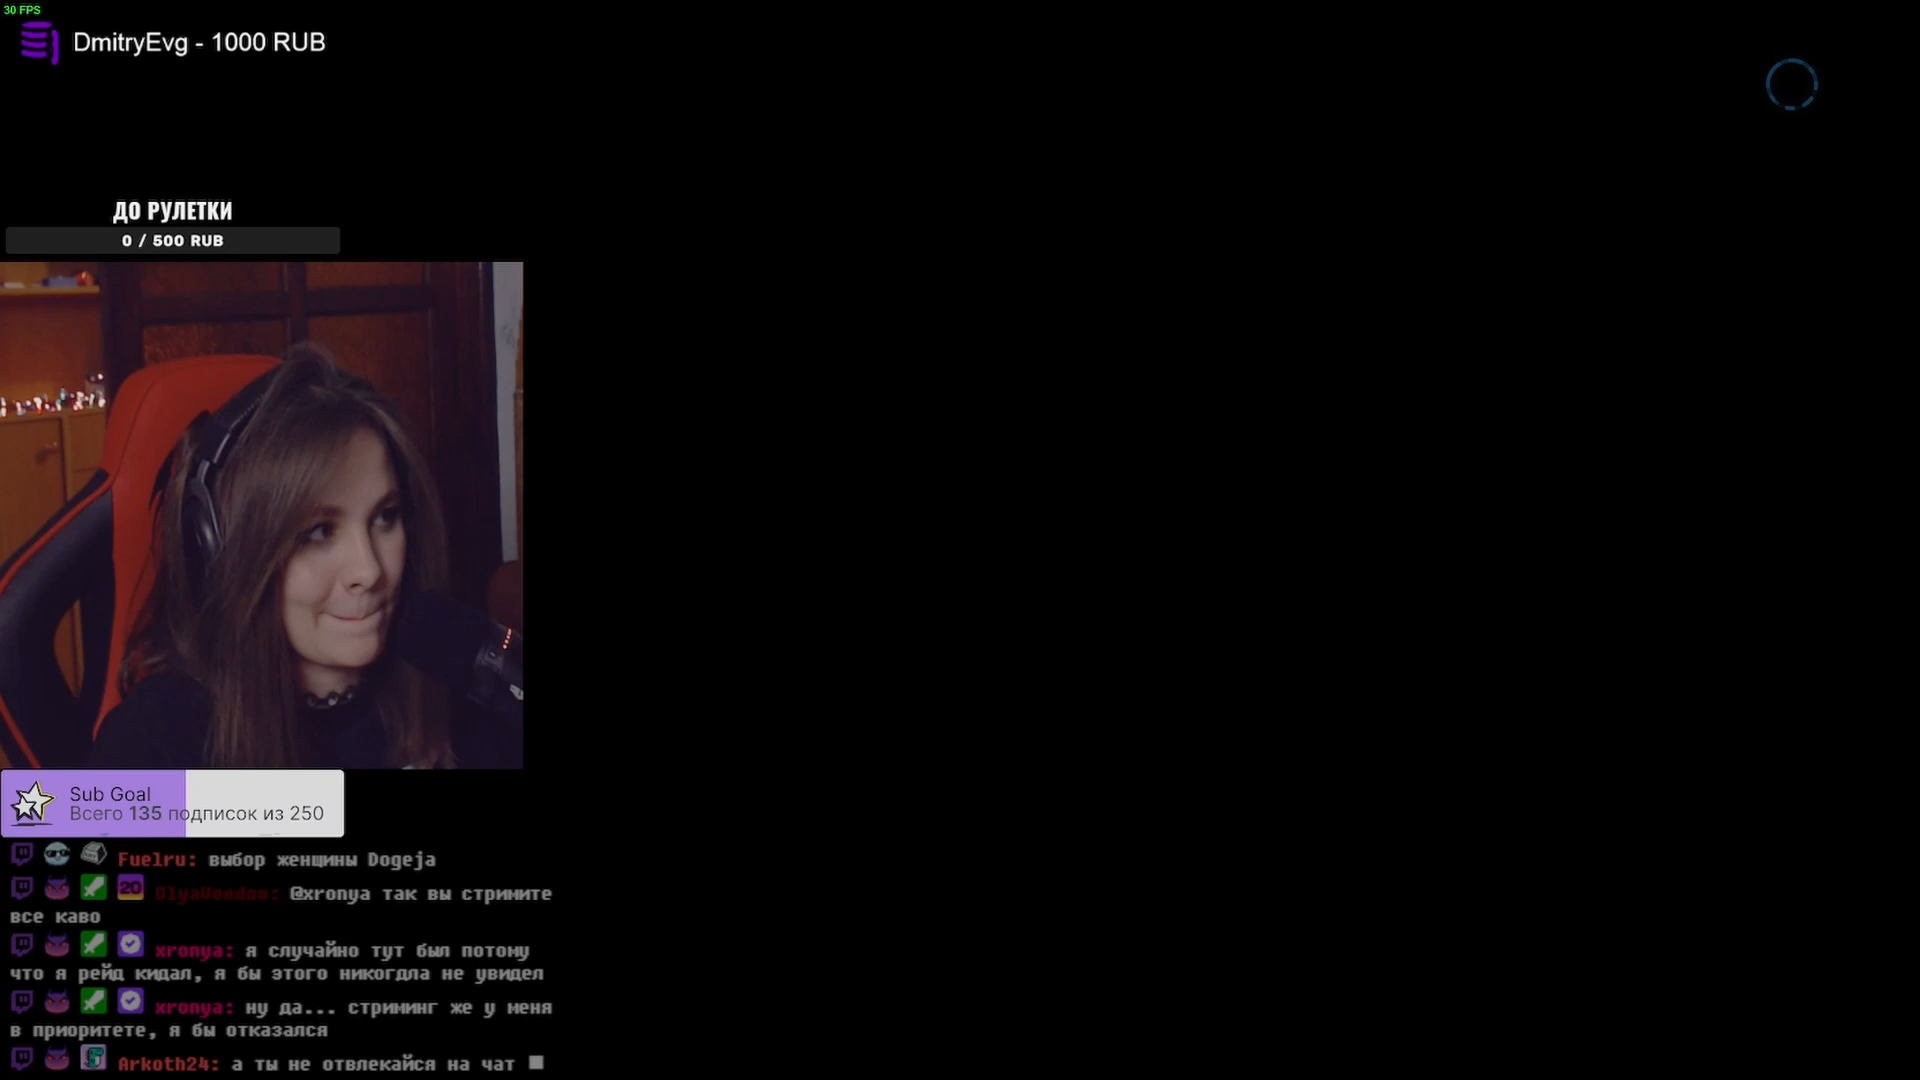 30 FPS
DmitryEvg - 1000 RUB
ДО РУЛЕТКИ
0 / 500 RUB
Sub Goal
Всего 135 подписок из 250
Fuelru: выбор женщины Dogeja
20 OlyaVoodoo: @xronya так вы стримите
все каво
xronya: я случайно тут был потому
что я рейд кидал, я бы этого никогдла не увидел
xronya: ну да... стриминг же у меня
в приоритете, я бы отказался
Arkoth24: а ты не отвлекайся на чат